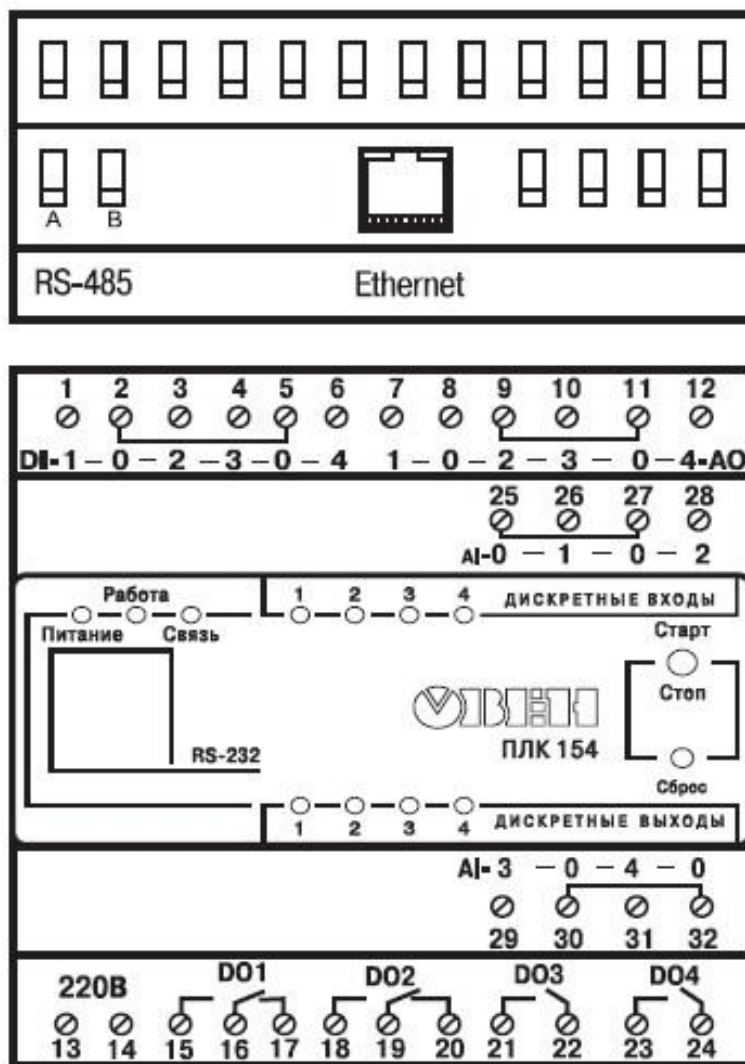 A B
RS-485 Ethernet
1 2 3 4 5 6 7 8 9 10 11 12
DI-1-0-2-3-0-4 1-0-2-3-0-4-AO
25 26 27 28
AI-0-1-0-2
Работа 1 2 3 4 ДИСКРЕТНЫЕ ВХОДЫ
Питание Связь Старт
Стоп
ОВЕН
RS-232 ПЛК 154
Сброс
1 2 3 4 ДИСКРЕТНЫЕ ВЫХОДЫ
AI-3-0-4-0
29 30 31 32
220В DO1 DO2 DO3 DO4
13 14 15 16 17 18 19 20 21 22 23 24